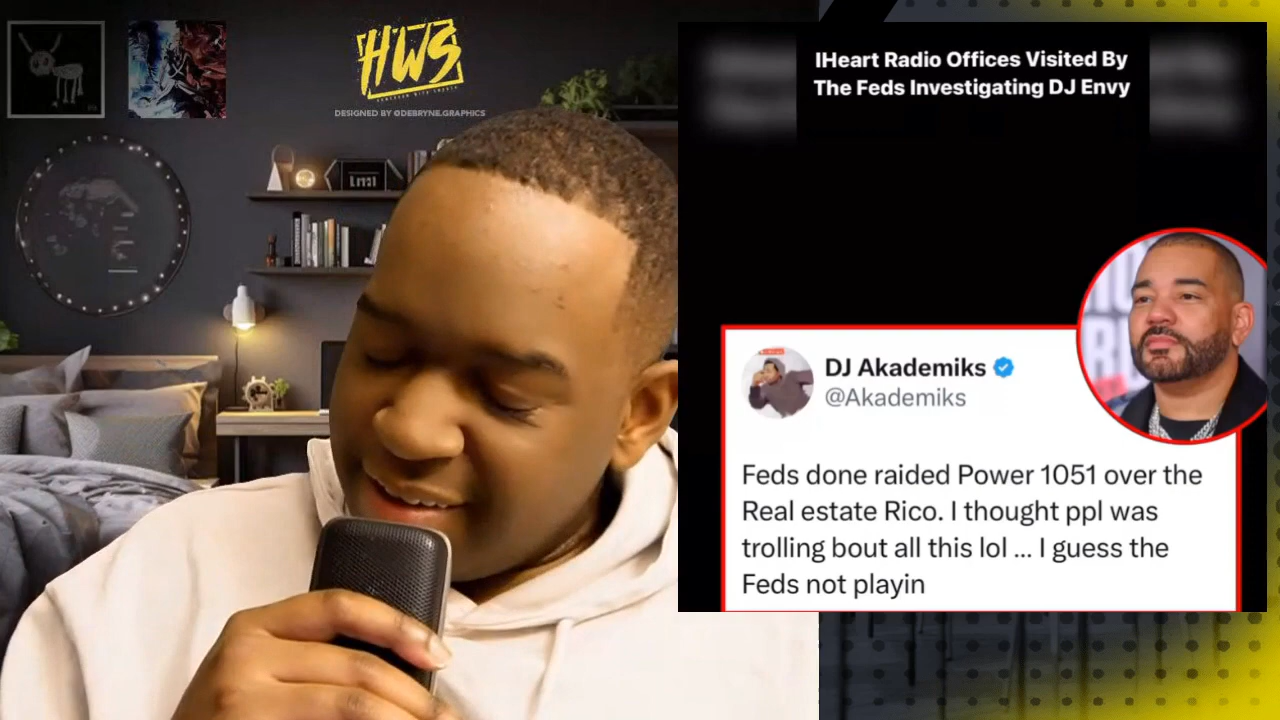 HWS
DESIGNED BY @DEBRYNE.GRAPHICS
IHeart Radio Offices Visited By
The Feds Investigating DJ Envy
DJ Akademiks
@Akademiks
Feds done raided Power 1051 over the
Real estate Rico. I thought ppl was
trolling bout all this lol ... I guess the
Feds not playin